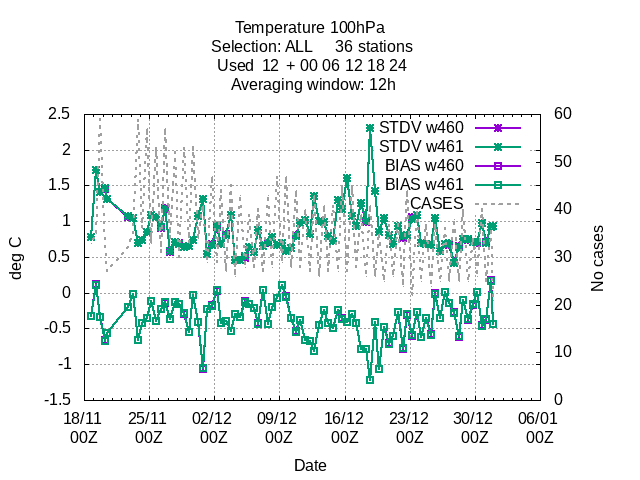 Temperature 100hPa
Selection: ALL 36 stations
Used 12 + 00 06 12 18 24
Averaging window: 12h
STDV w460
STDV w461
BIAS w460
BIAS w461
CASES
2.5
2
1.5
1
0.5
0
-0.5
-1
-1.5
deg C
60
50
40
30
20
10
0
No cases
18/11 25/11 02/12 09/12 16/12 23/12 30/12 06/01
00Z 00Z 00Z 00Z 00Z 00Z 00Z 00Z
Date